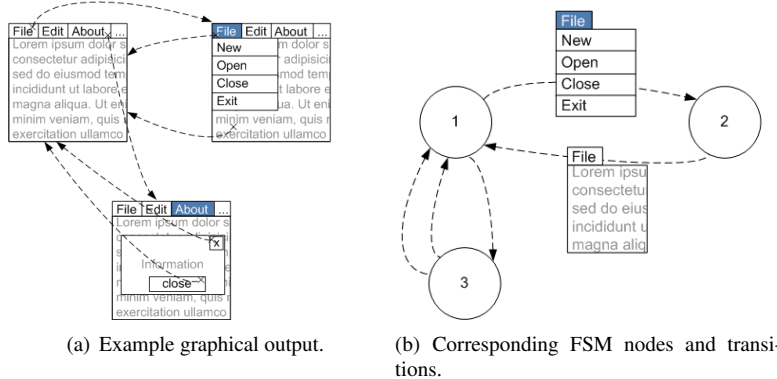 File Edit About ...
Lorem ipsum dolor s
consectetur adipisici
sed do eiusmod tem
incididunt ut labore e
magna aliqua. Ut eni
minim veniam, quis
exercitation ullamco
File Edit About ...
New
Open
Close
Exit
m dolor s
adipisici
mod tem
labore e
ua. Ut eni
minim veniam, quis
exercitation ullamco
File Edit About ...
Lorem ipsum dolor s
x
Information
close
minim veniam, quis
exercitation ullamco
(a) Example graphical output.
File
New
Open
Close
Exit
1
2
File
Lorem ipsu
consectetu
sed do eius
incididunt u
magna aliq
3
(b) Corresponding FSM nodes and transi-
tions.